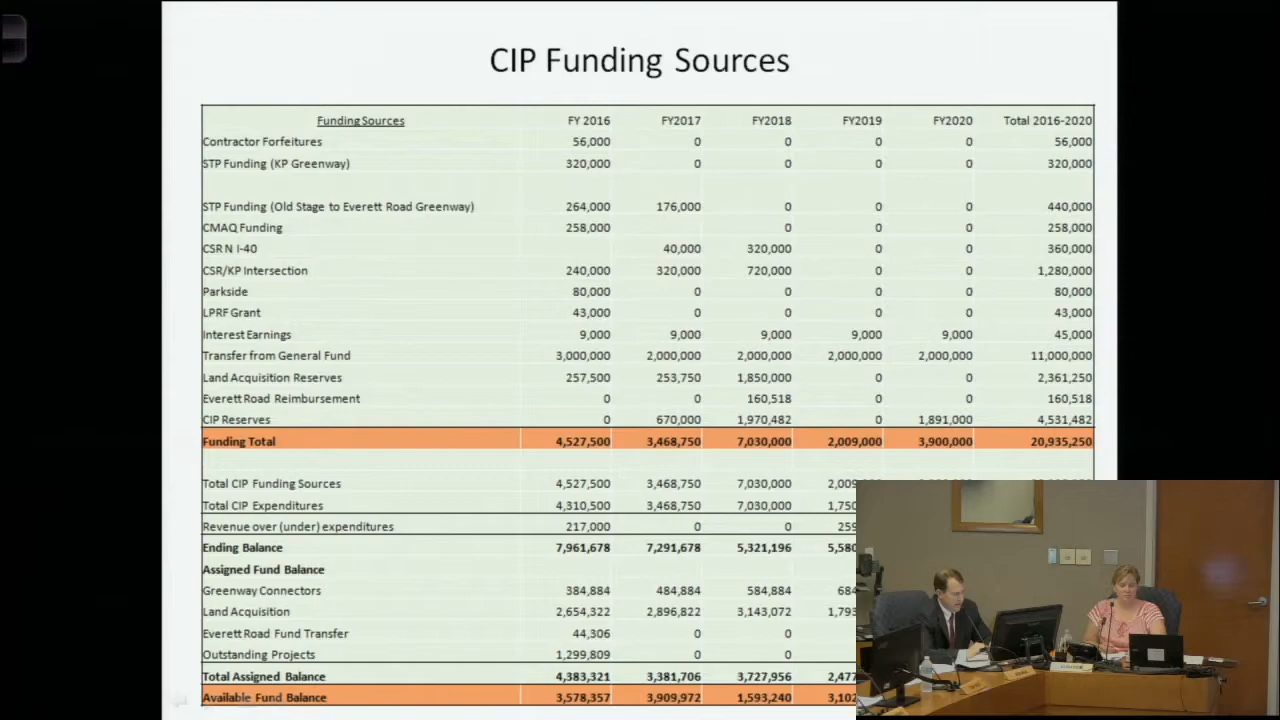 CIP Funding Sources
Funding Sources FY 2016 FY2017 FY2018 FY2019 FY2020 Total 2016-2020
Contractor Forfeitures 56,000 0 0 0 0 56,000
STP Funding (KP Greenway) 320,000 0 0 0 0 320,000
STP Funding (Old Stage to Everett Road Greenway) 264,000 176,000 0 0 0 440,000
CMAQ Funding 258,000 0 0 0 258,000
CSR N I-40 40,000 320,000 0 0 360,000
CSR/KP Intersection 240,000 320,000 720,000 0 0 1,280,000
Parkside 80,000 0 0 0 0 80,000
LPRF Grant 43,000 0 0 0 0 43,000
Interest Earnings 9,000 9,000 9,000 9,000 9,000 45,000
Transfer from General Fund 3,000,000 2,000,000 2,000,000 2,000,000 2,000,000 11,000,000
Land Acquisition Reserves 257,500 253,750 1,850,000 0 0 2,361,250
Everett Road Reimbursement 0 0 160,518 0 0 160,518
CIP Reserves 0 670,000 1,970,482 0 1,891,000 4,531,482
Funding Total 4,527,500 3,468,750 7,030,000 2,009,000 3,900,000 20,935,250
Total CIP Funding Sources 4,527,500 3,468,750 7,030,000 2,009
Total CIP Expenditures 4,310,500 3,468,750 7,030,000 1,750
Revenue over (under) expenditures 217,000 0 0 259
Ending Balance 7,961,678 7,291,678 5,321,196 5,580
Assigned Fund Balance
Greenway Connectors 384,884 484,884 584,884 684
Land Acquisition 2,654,322 2,896,822 3,143,072 1,793
Everett Road Fund Transfer 44,306 0 0
Outstanding Projects 1,299,809 0 0
Total Assigned Balance 4,383,321 3,381,706 3,727,956 2,477
Available Fund Balance 3,578,357 3,909,972 1,593,240 3,102